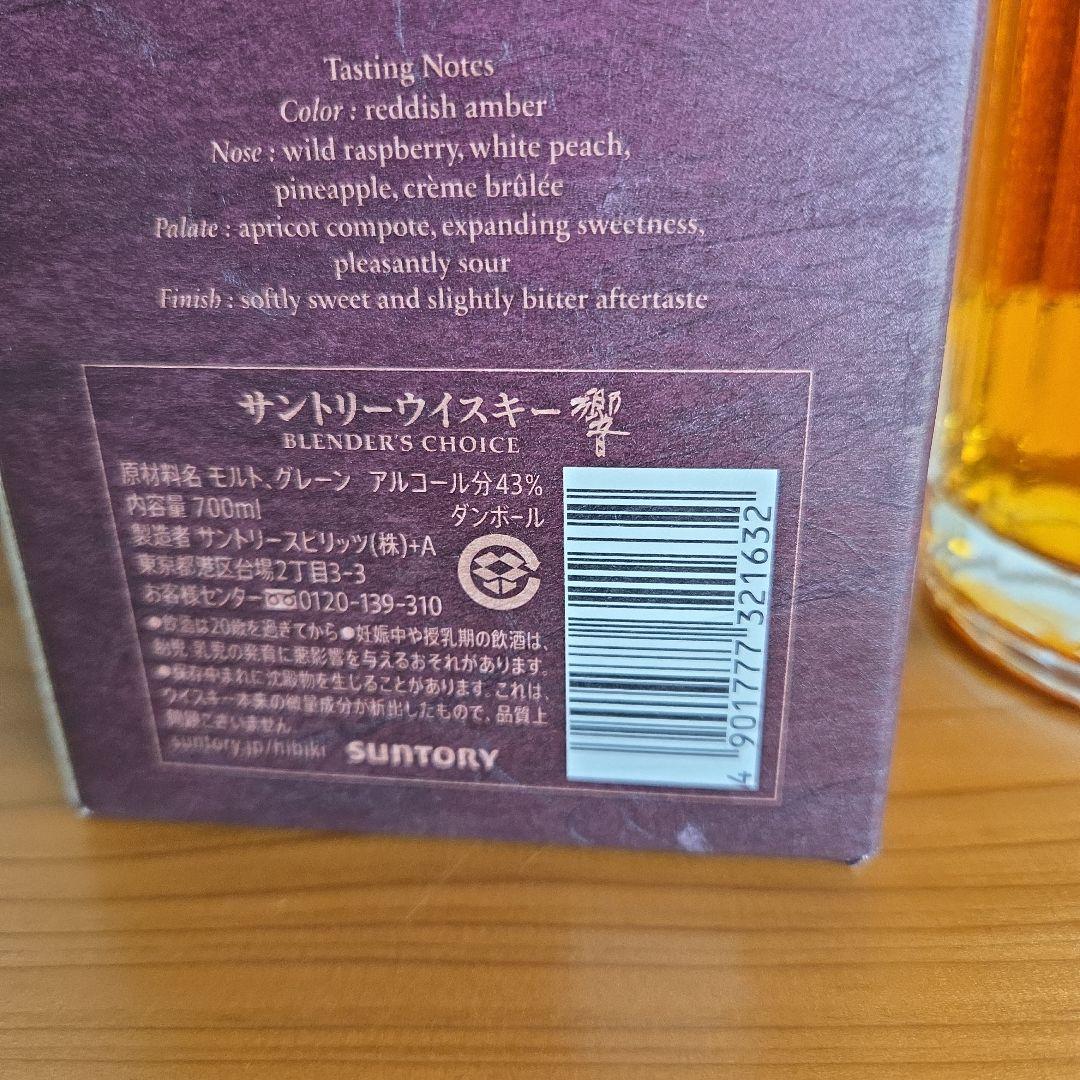 Tasting Notes
Color : reddish amber
Nose : wild raspberry, white peach,
pineapple, crème brûlée
Palate : apricot compote, expanding sweetness,
pleasantly sour
Finish : softly sweet and slightly bitter aftertaste
サントリーウイスキー 響
BLENDER'S CHOICE
原材料名 モルト、グレーン アルコール分43%
内容量 700ml ダンボール
製造者 サントリースピリッツ(株)+A
東京都港区台場2丁目3-3
お客様センター 0120-139-310
●飲酒は20歳を過ぎてから●妊娠中や授乳期の飲酒は、
胎児・乳児の発育に悪影響を与えるおそれがあります。
●保存中まれに沈殿物を生じることがあります。これは、
ウイスキー本来の微量成分が析出したもので、品質上
問題ございません。
suntory.jp/hibiki SUNTORY
4 901777 321632